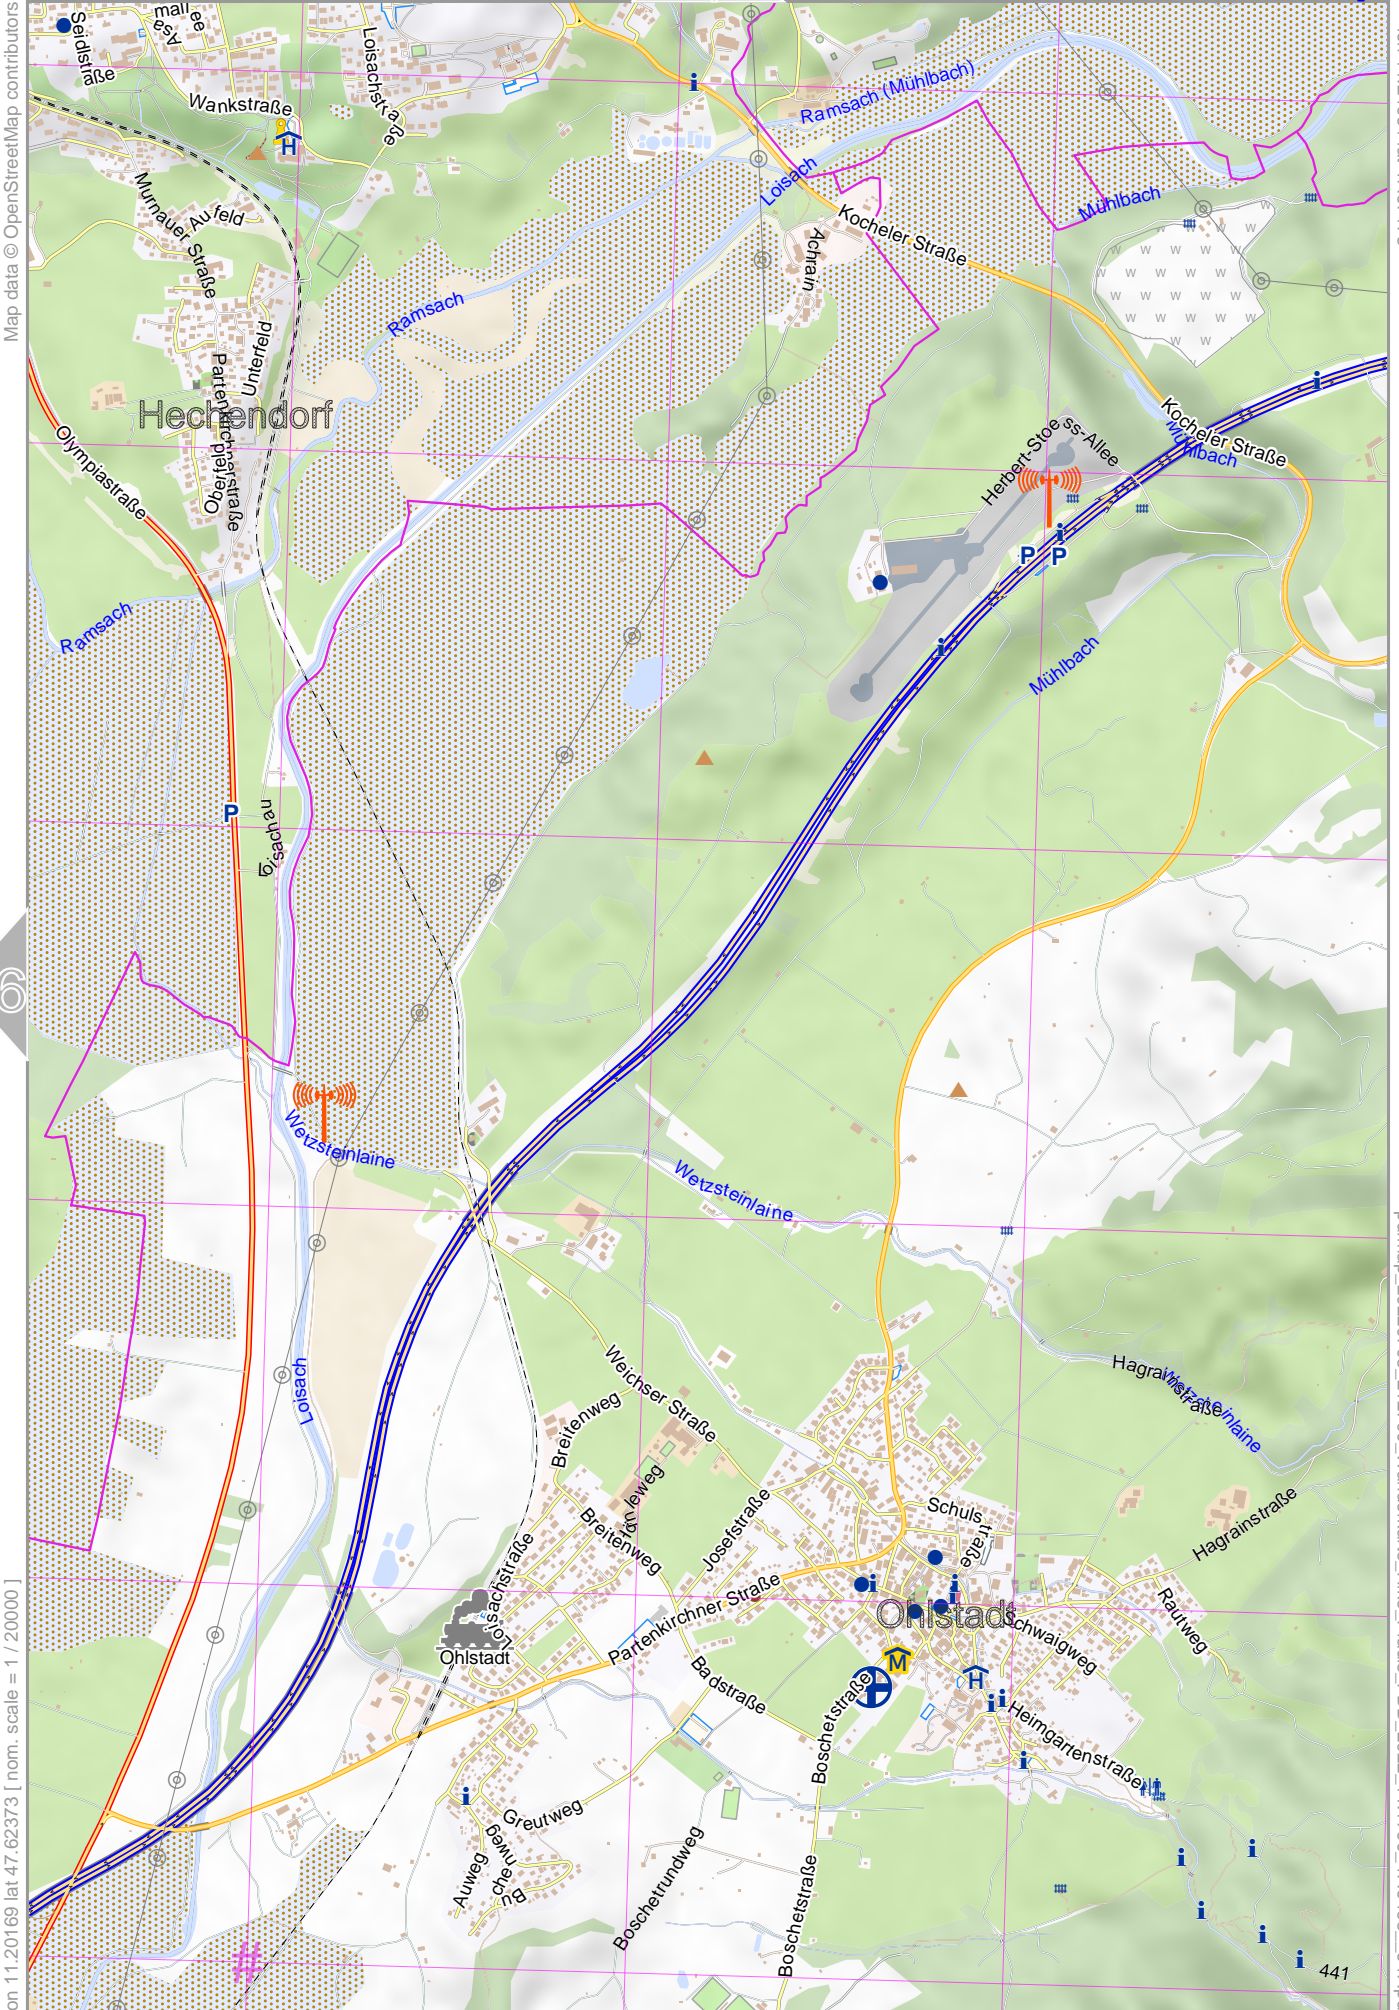 Map data © OpenStreetMap contributors
on 11.20169 lat 47.62373 [ nom. scale = 1 / 20000 ]
6
Seidlstraße
Loisachstraße
Wankstraße
H
i
Ramsach (Mühlbach)
Loisach
Mühlbach
Murnauer Straße
Aufeld
Kocheler Straße
Achrain
Ramsach
Unterfeld
Partenkirchnerstraße
Hechendorf
Oberfeld
Olympiastraße
Herbert-Stoess-Allee
Kocheler Straße
Mühlbach
i
i
P
P
Ramsach
i
Mühlbach
P
Loisachau
Wetzsteinlaine
Wetzsteinlaine
Loisach
Weichser Straße
Breitenweg
Hagrainstraße
Wetzsteinlaine
Breitenweg
Josefstraße
Schulstraße
Hagrainstraße
Loisachstraße
Partenkirchner Straße
Ohlstadt
Ohlstadt
Schwaigweg
Rautweg
M
H
Badstraße
Boschetstraße
Heimgartenstraße
i
i
i
i
i
i
i
Greutweg
Auweg
Buchenweg
Boschetrundweg
Boschetstraße
i
i
i
i
i
441
#